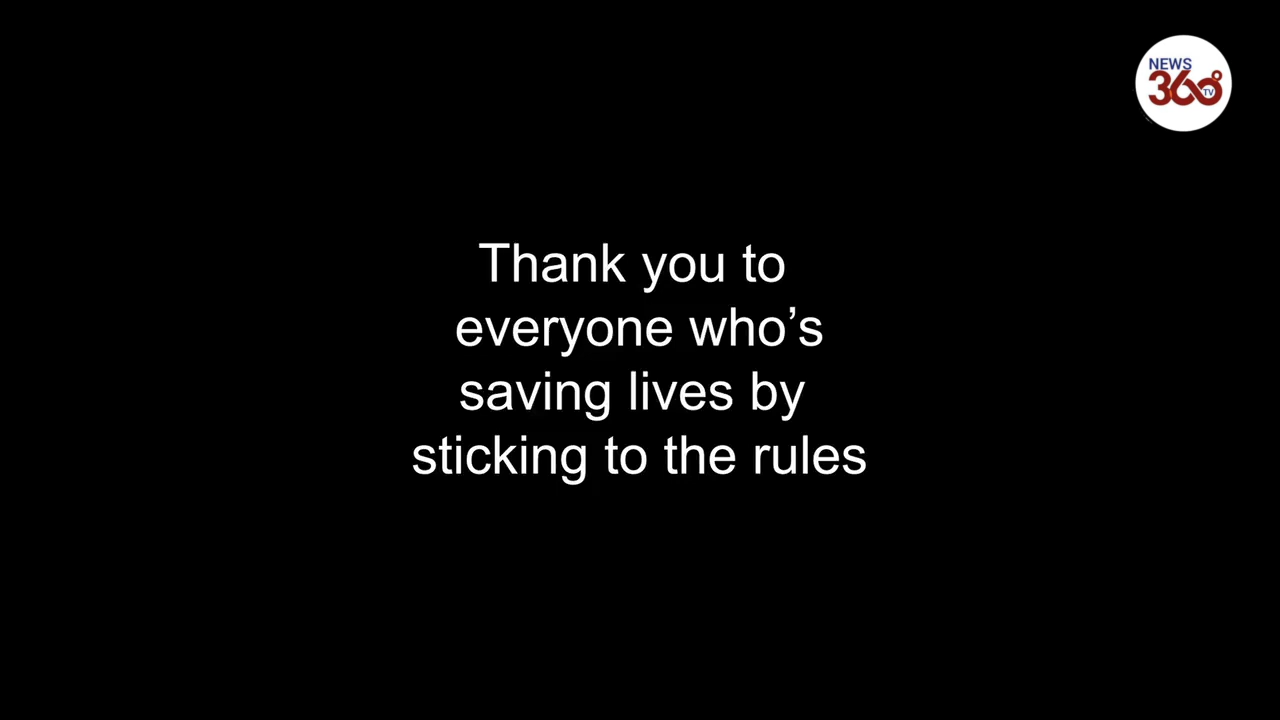 NEWS
360°
TV
Thank you to
everyone who’s
saving lives by
sticking to the rules